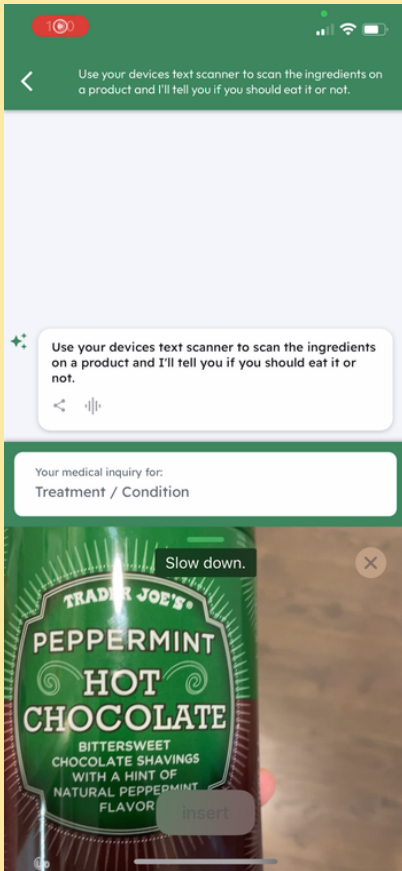 Use your devices text scanner to scan the ingredients on
a product and I'll tell you if you should eat it or not.
Use your devices text scanner to scan the ingredients
on a product and I'll tell you if you should eat it or
not.
Your medical inquiry for:
Treatment / Condition
Slow down.
TRADER JOE'S®
PEPPERMINT
HOT
CHOCOLATE
BITTERSWEET
CHOCOLATE SHAVINGS
WITH A HINT OF
NATURAL PEPPERMINT
FLAVOR
insert